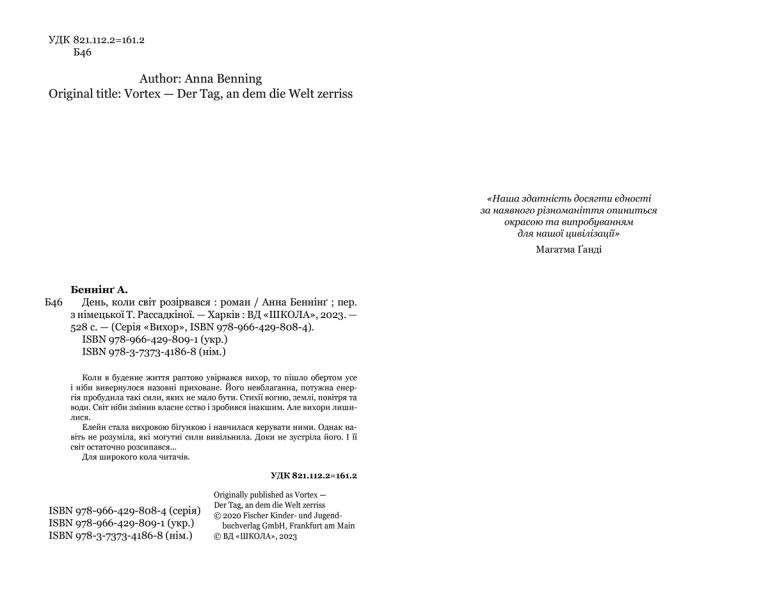 УДК 821.112.2=161.2
Б46
Author: Anna Benning
Original title: Vortex — Der Tag, an dem die Welt zerriss
Беннінґ А.
Б46 День, коли світ розірвався : роман / Анна Беннінґ ; пер.
з німецької Т. Рассадкіної. — Харків : ВД «ШКОЛА», 2023. —
528 с. — (Серія «Вихор», ISBN 978-966-429-808-4).
ISBN 978-966-429-809-1 (укр.)
ISBN 978-3-7373-4186-8 (нім.)
Коли в буденне життя раптово увірвався вихор, то пішло обертом усе
і ніби вивернулося назовні приховане. Його невблаганна, потужна енер-
гія пробудила такі сили, яких не мало бути. Стихії вогню, землі, повітря та
води. Світ ніби змінив власне єство і зробився інакшим. Але вихори лиши-
лися.
Елейн стала вихровою бігункою і навчилася керувати ними. Однак на-
віть не розуміла, які могутні сили вивільнила. Доки не зустріла його. І її
світ остаточно розсипався...
Для широкого кола читачів.
УДК 821.112.2=161.2
ISBN 978-966-429-808-4 (серія)
ISBN 978-966-429-809-1 (укр.)
ISBN 978-3-7373-4186-8 (нім.)
Originally published as Vortex —
Der Tag, an dem die Welt zerriss
© 2020 Fischer Kinder- und Jugend-
buchverlag GmbH, Frankfurt am Main
© ВД «ШКОЛА», 2023
«Наша здатність досягти єдності
за наявного різноманіття опиниться
окрасою та випробуванням
для нашої цивілізації»
Магатма Ґанді